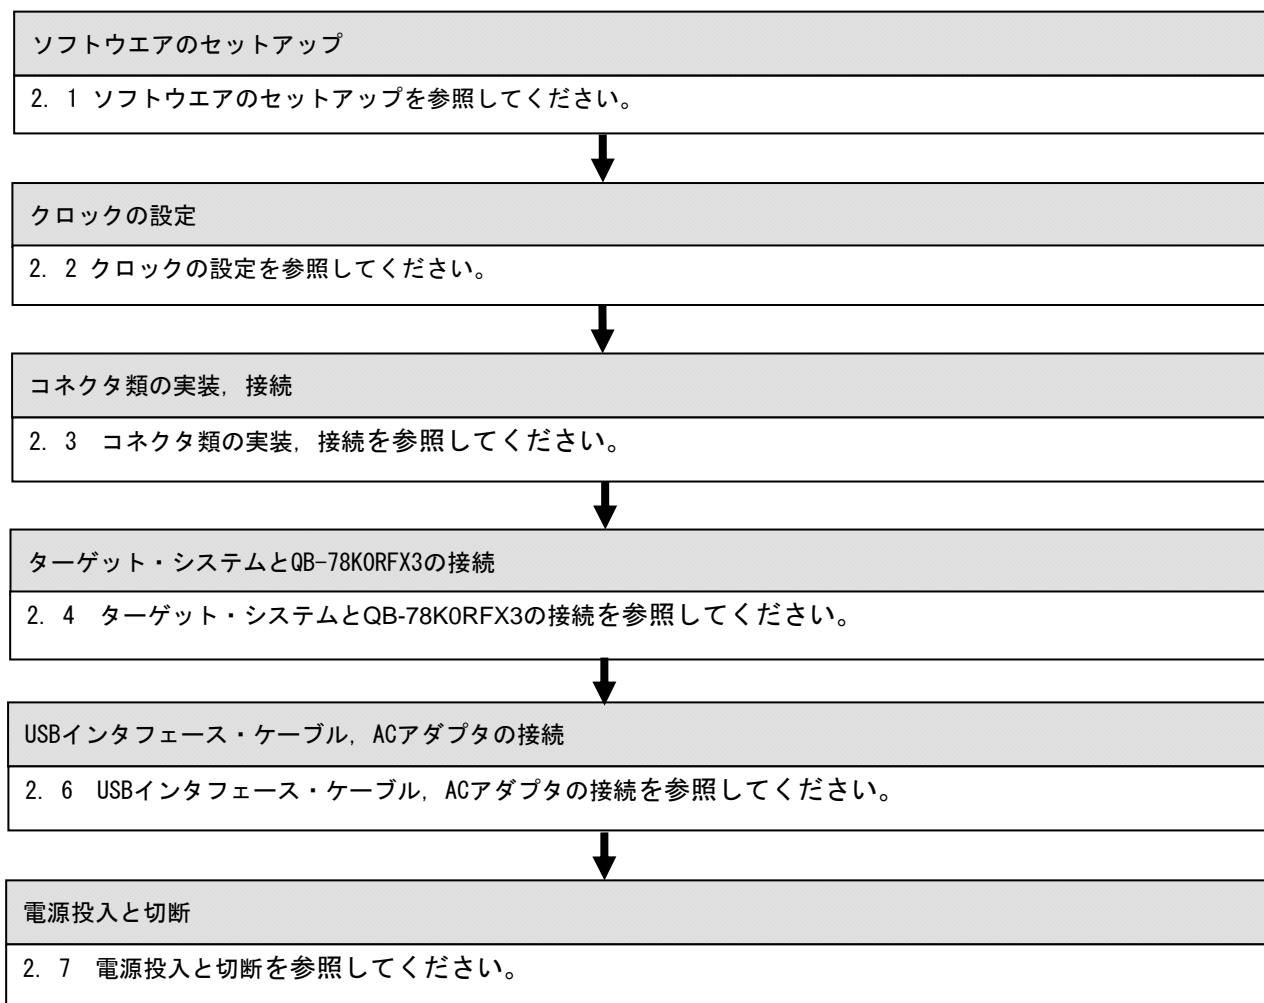 ソフトウエアのセットアップ
2. 1 ソフトウエアのセットアップを参照してください。
クロックの設定
2. 2 クロックの設定を参照してください。
コネクタ類の実装, 接続
2. 3　コネクタ類の実装, 接続を参照してください。
ターゲット・システムとQB-78K0RFX3の接続
2. 4　ターゲット・システムとQB-78K0RFX3の接続を参照してください。
USBインタフェース・ケーブル, ACアダプタの接続
2. 6　USBインタフェース・ケーブル, ACアダプタの接続を参照してください。
電源投入と切断
2. 7　電源投入と切断を参照してください。